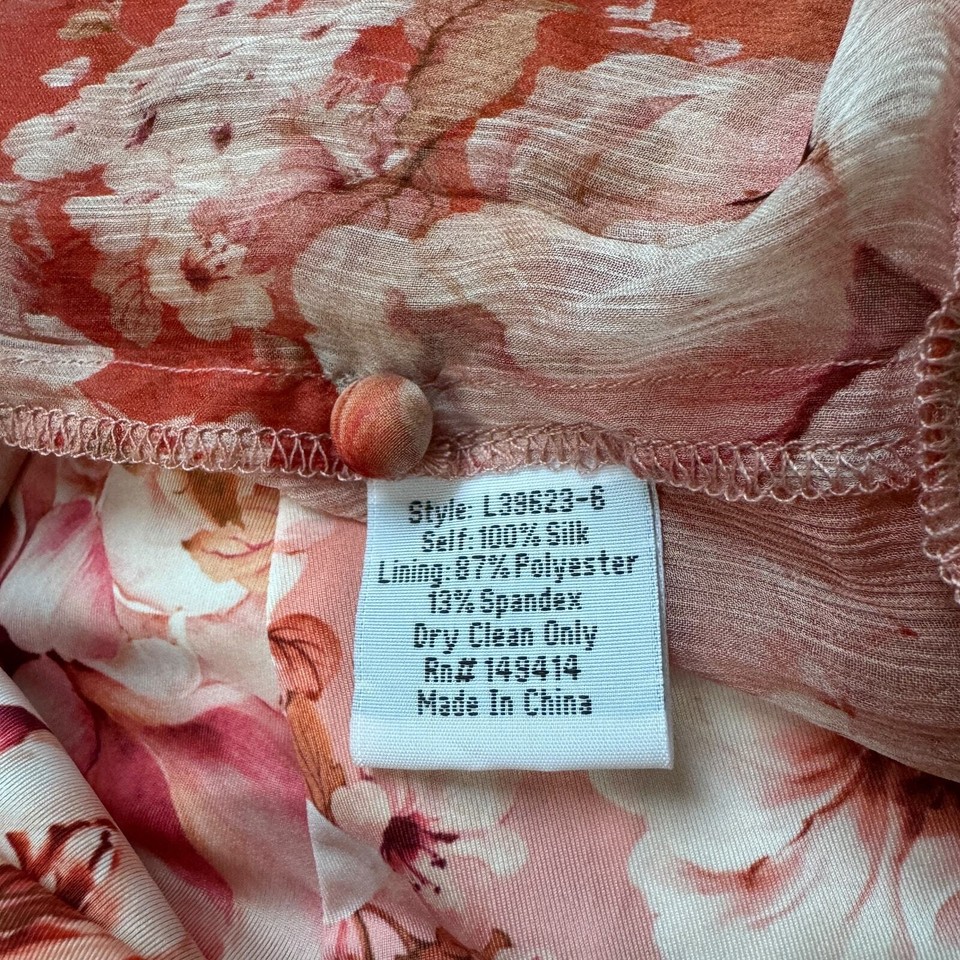 Style: L39623-6
Self: 100% Silk
Lining: 87% Polyester
13% Spandex
Dry Clean Only
Rn# 149414
Made In China